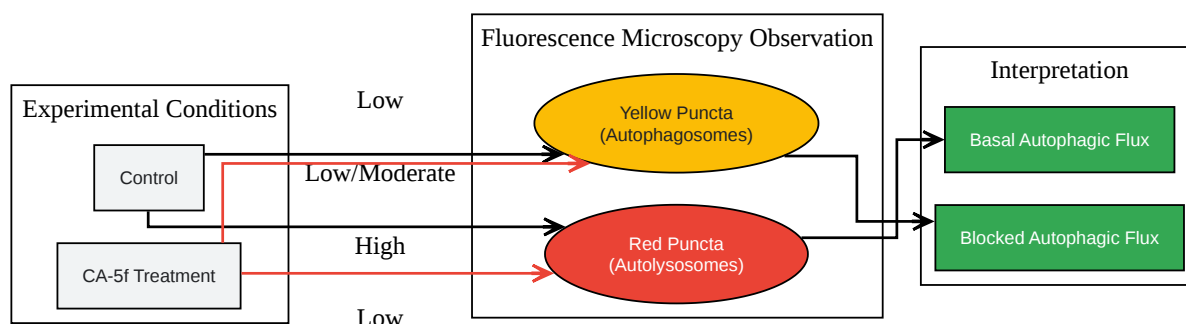 Experimental Conditions
Control
CA-5f Treatment
Low
Low/Moderate
High
Low
Fluorescence Microscopy Observation
Yellow Puncta
(Autophagosomes)
Red Puncta
(Autolysosomes)
Interpretation
Basal Autophagic Flux
Blocked Autophagic Flux